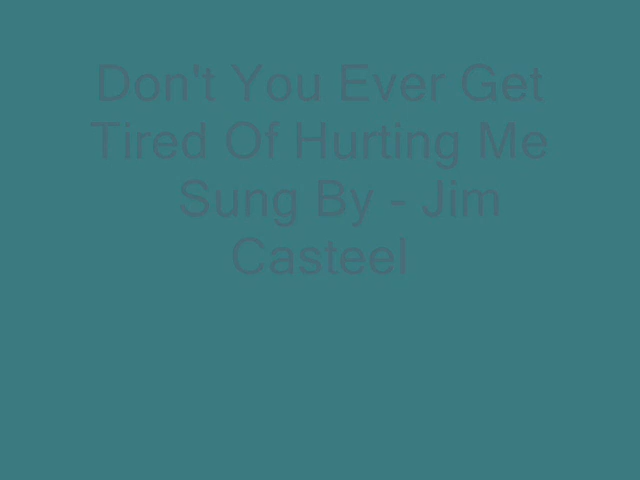 Don't You Ever Get
Tired Of Hurting Me
Sung By - Jim
Casteel